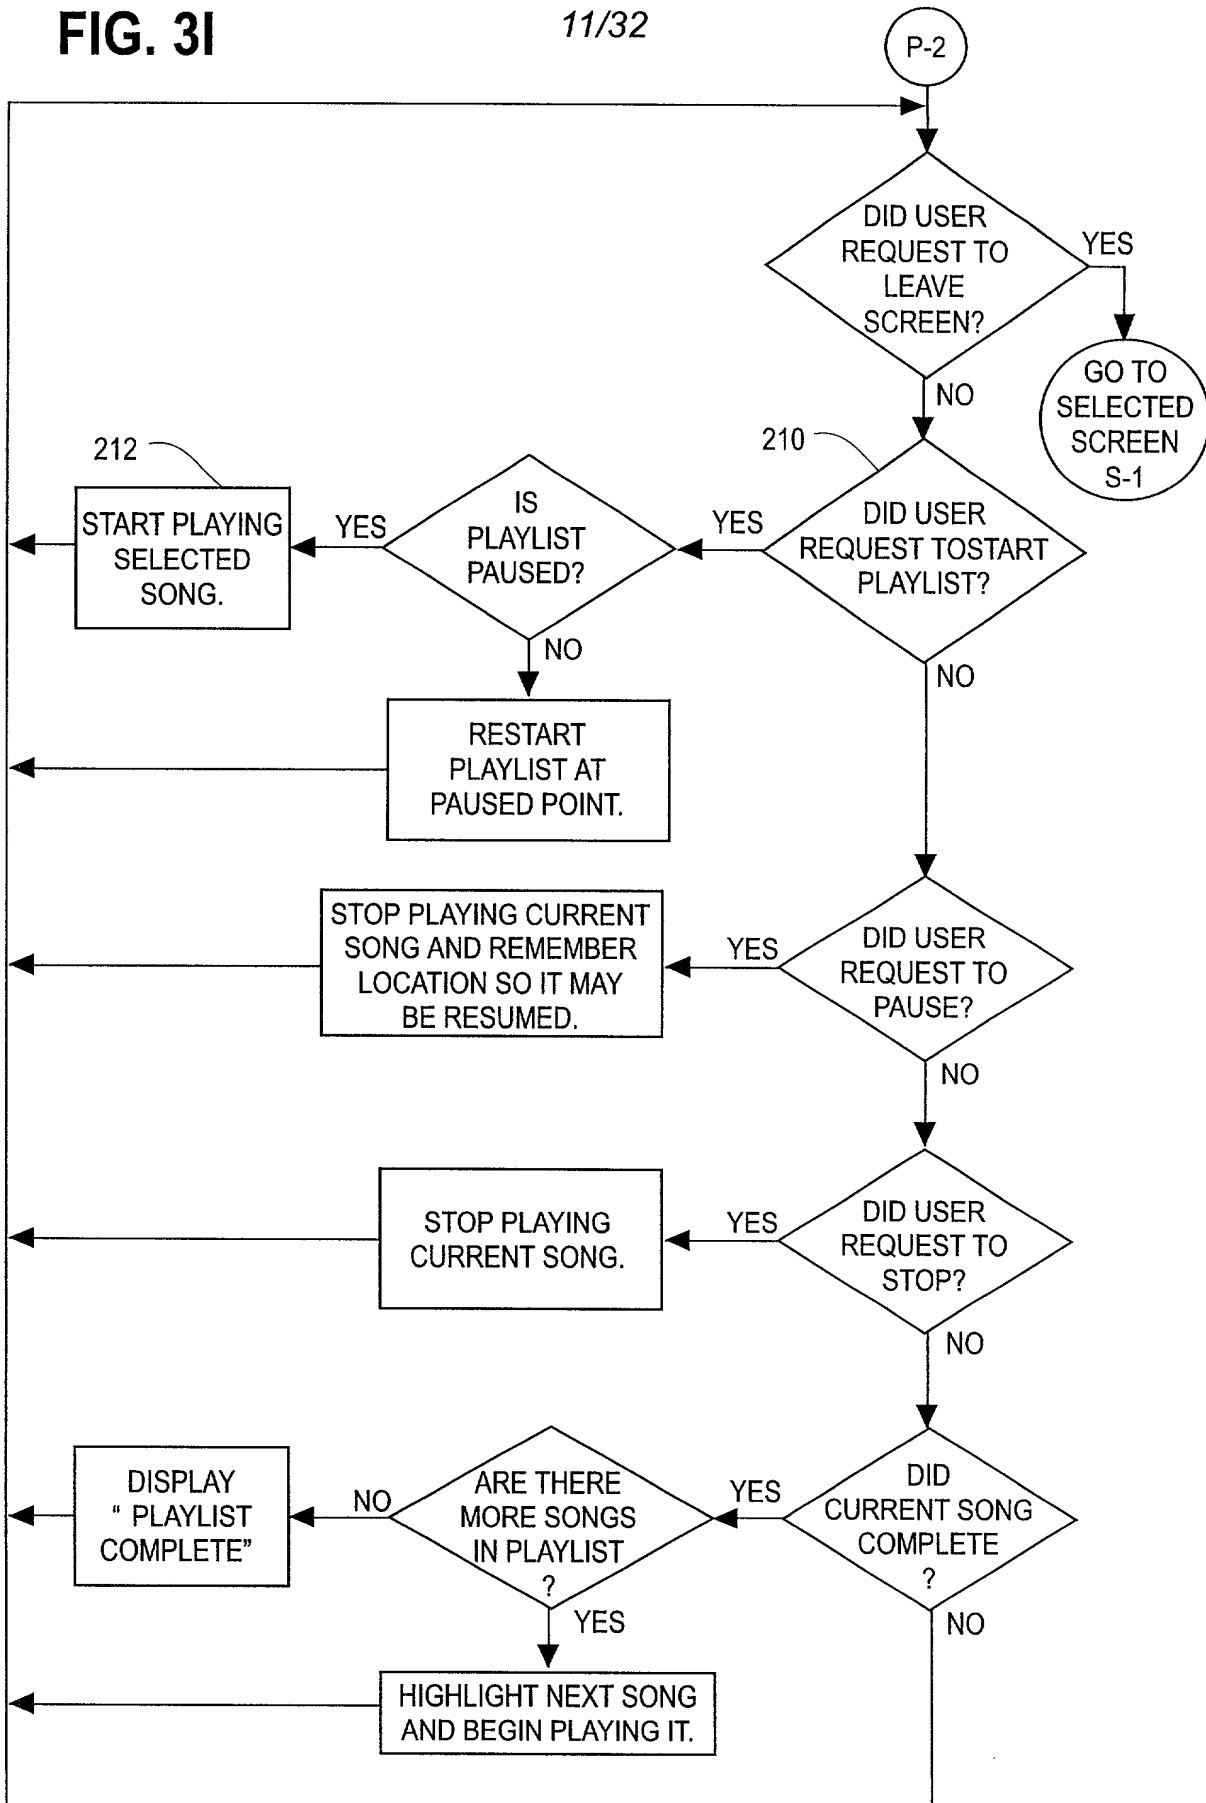 FIG. 3I
11/32
P-2
DID USER
REQUEST TO
LEAVE
SCREEN?
YES
GO TO
SELECTED
SCREEN
S-1
NO
210
DID USER
REQUEST TOSTART
PLAYLIST?
YES
IS
PLAYLIST
PAUSED?
YES
212
START PLAYING
SELECTED
SONG.
NO
RESTART
PLAYLIST AT
PAUSED POINT.
NO
DID USER
REQUEST TO
PAUSE?
YES
STOP PLAYING CURRENT
SONG AND REMEMBER
LOCATION SO IT MAY
BE RESUMED.
NO
DID USER
REQUEST TO
STOP?
YES
STOP PLAYING
CURRENT SONG.
NO
DID
CURRENT SONG
COMPLETE
?
YES
ARE THERE
MORE SONGS
IN PLAYLIST
?
NO
DISPLAY
“ PLAYLIST
COMPLETE”
YES
HIGHLIGHT NEXT SONG
AND BEGIN PLAYING IT.
NO